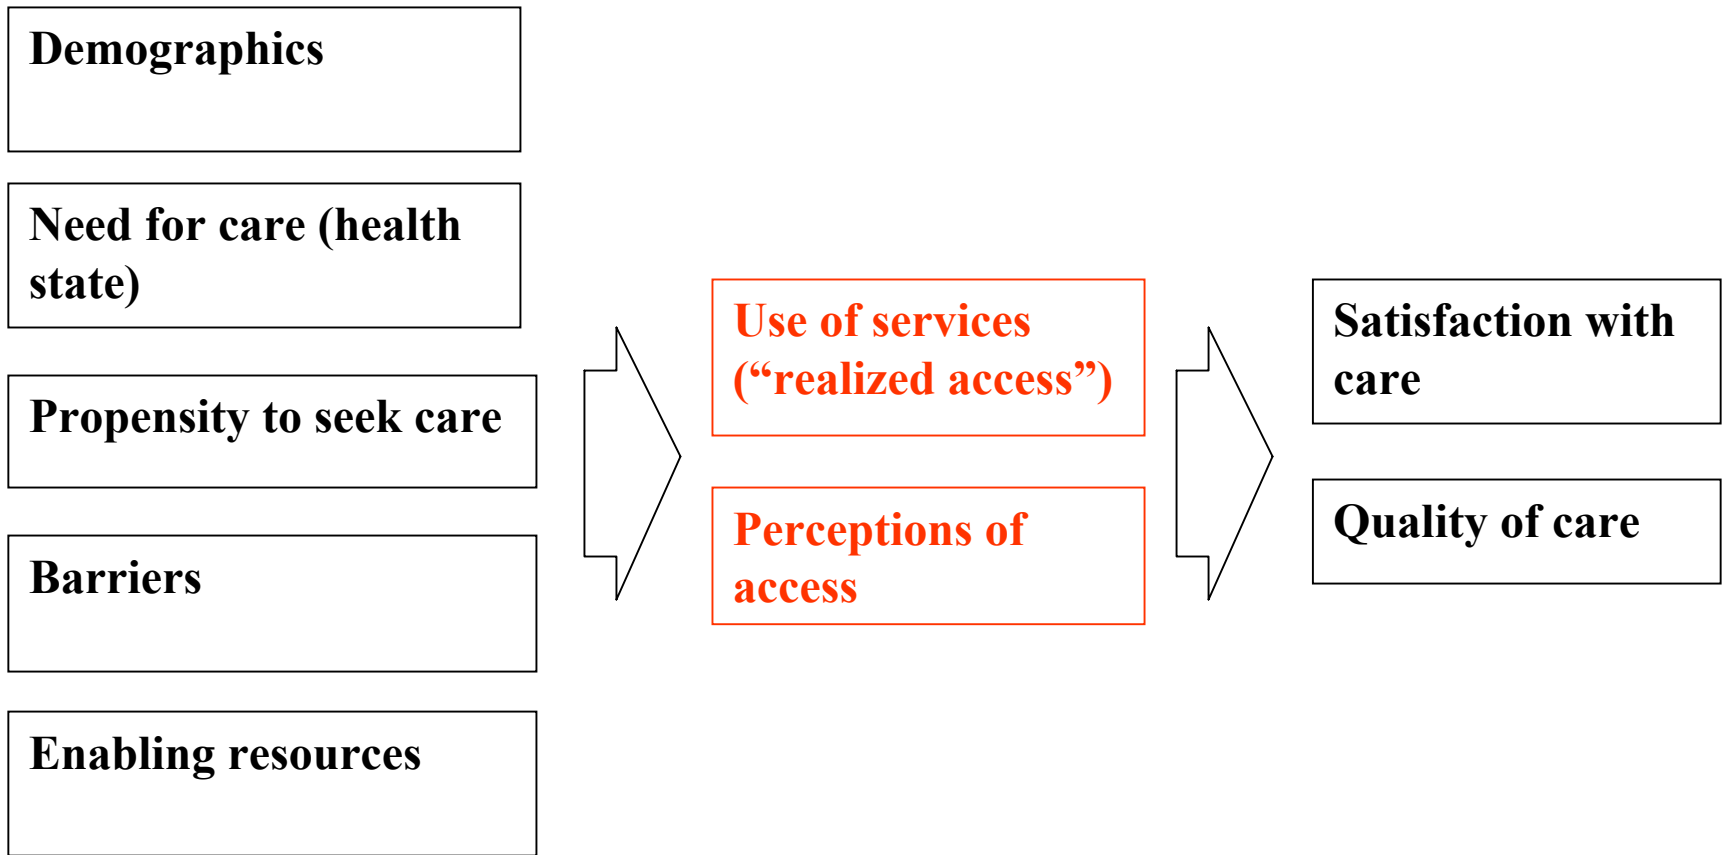 Demographics
Need for care (health
state)
Propensity to seek care
Barriers
Enabling resources
Use of services
(“realized access”)
Perceptions of
access
Satisfaction with
care
Quality of care